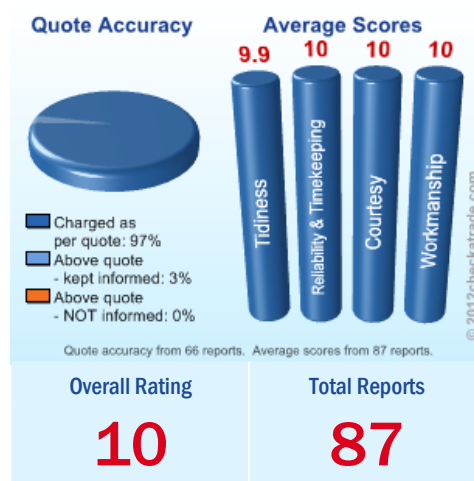 Quote Accuracy
Average Scores
9.9
10
10
10
Tidiness
Reliability & Timekeeping
Courtesy
Workmanship
Charged as
per quote: 97%
Above quote
- kept informed: 3%
Above quote
- NOT informed: 0%
© 2012checkatrade.com
Quote accuracy from 66 reports. Average scores from 87 reports.
Overall Rating
Total Reports
10
87